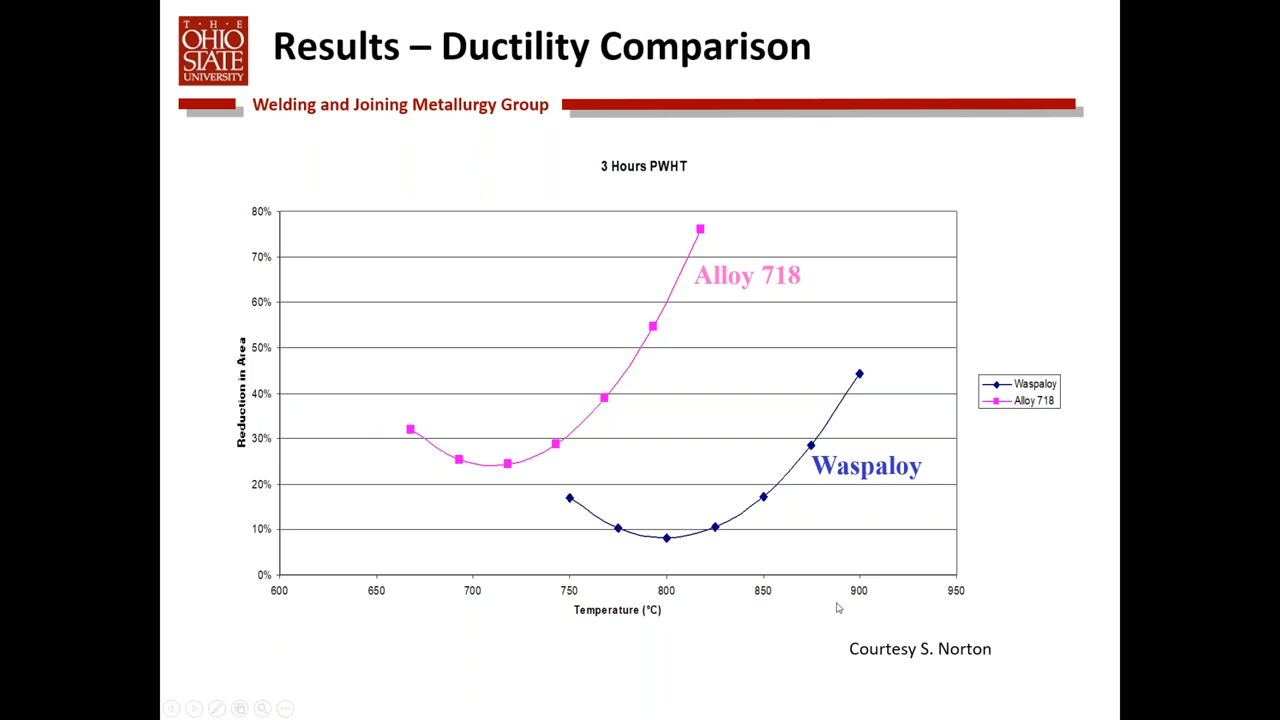 T · H · E
OHIO
STATE
UNIVERSITY
Results – Ductility Comparison
Welding and Joining Metallurgy Group
3 Hours PWHT
80%
70%
60%
50%
40%
30%
20%
10%
0%
Reduction in Area
Alloy 718
Waspaloy
Waspaloy
Alloy 718
600 650 700 750 800 850 900 950
Temperature (°C)
Courtesy S. Norton